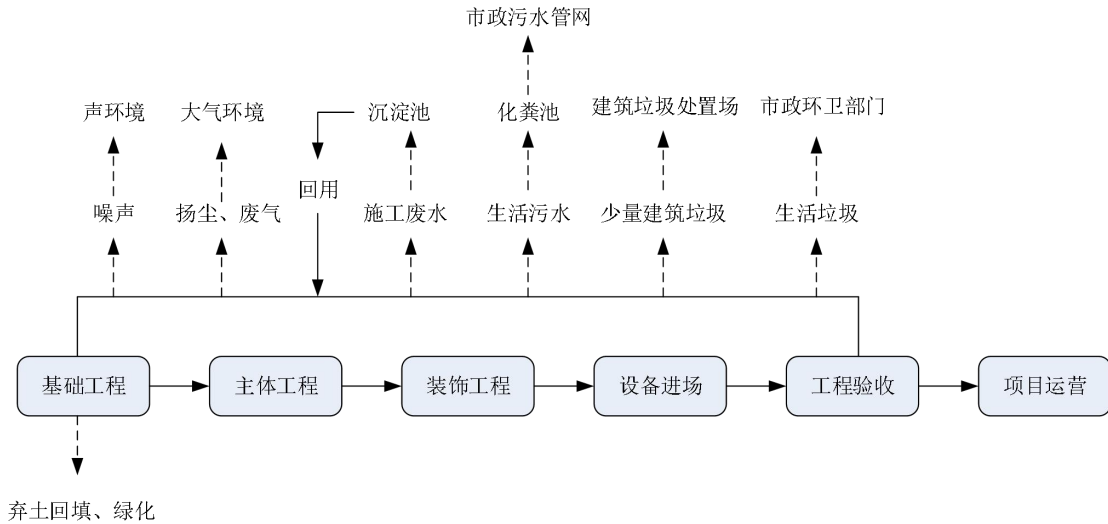 市政污水管网
声环境
大气环境
沉淀池
化粪池
建筑垃圾处置场
市政环卫部门
回用
噪声
扬尘、废气
施工废水
生活污水
少量建筑垃圾
生活垃圾
基础工程
主体工程
装饰工程
设备进场
工程验收
项目运营
弃土回填、绿化